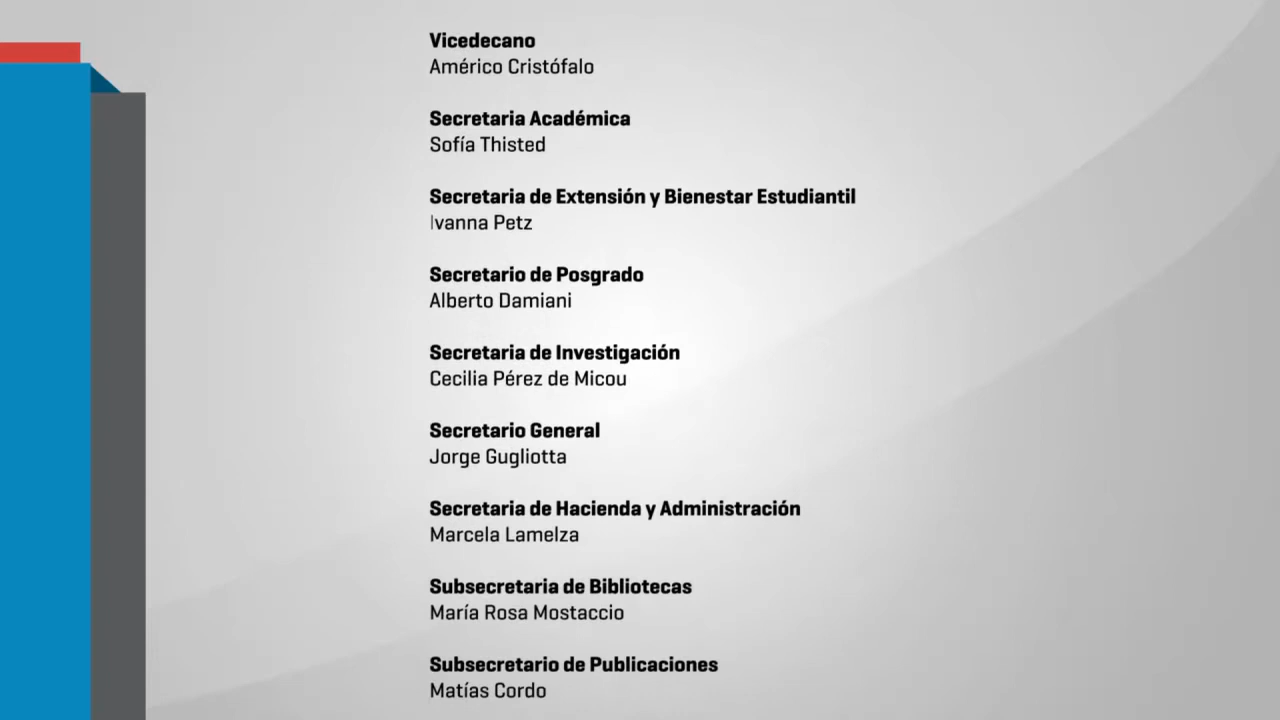 Vicedecano
Américo Cristófalo
Secretaria Académica
Sofía Thisted
Secretaria de Extensión y Bienestar Estudiantil
Ivanna Petz
Secretario de Posgrado
Alberto Damiani
Secretaria de Investigación
Cecilia Pérez de Micou
Secretario General
Jorge Gugliotta
Secretaria de Hacienda y Administración
Marcela Lamelza
Subsecretaria de Bibliotecas
María Rosa Mostaccio
Subsecretario de Publicaciones
Matías Cordo